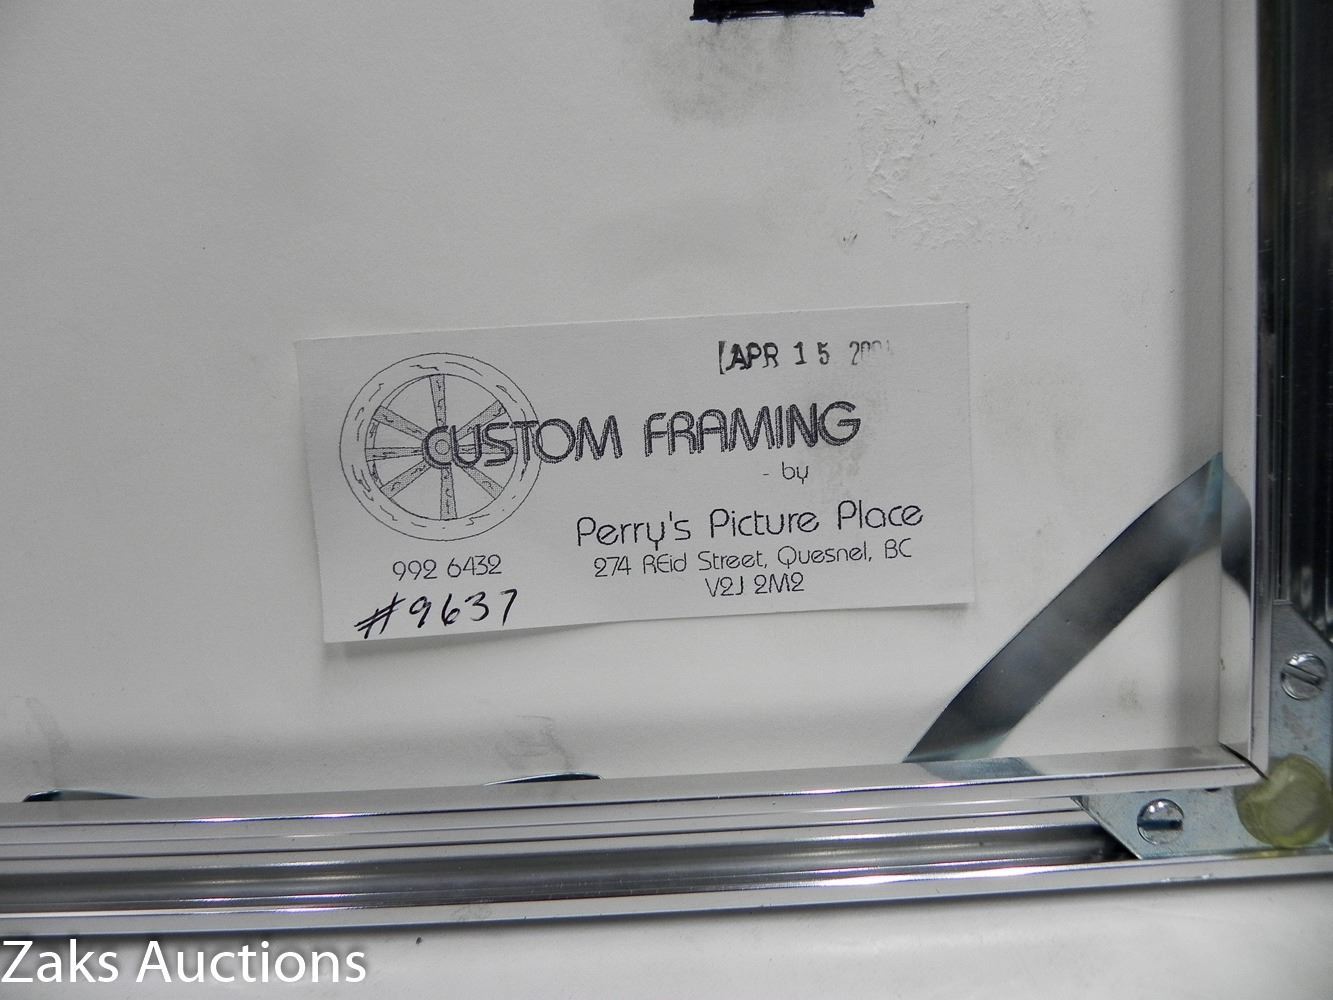 APR 15
CUSTOM FRAMING
- by
Perry's Picture Place
992 6432
274 REid Street, Quesnel, BC
V2J 2M2
#9637
Zaks Auctions